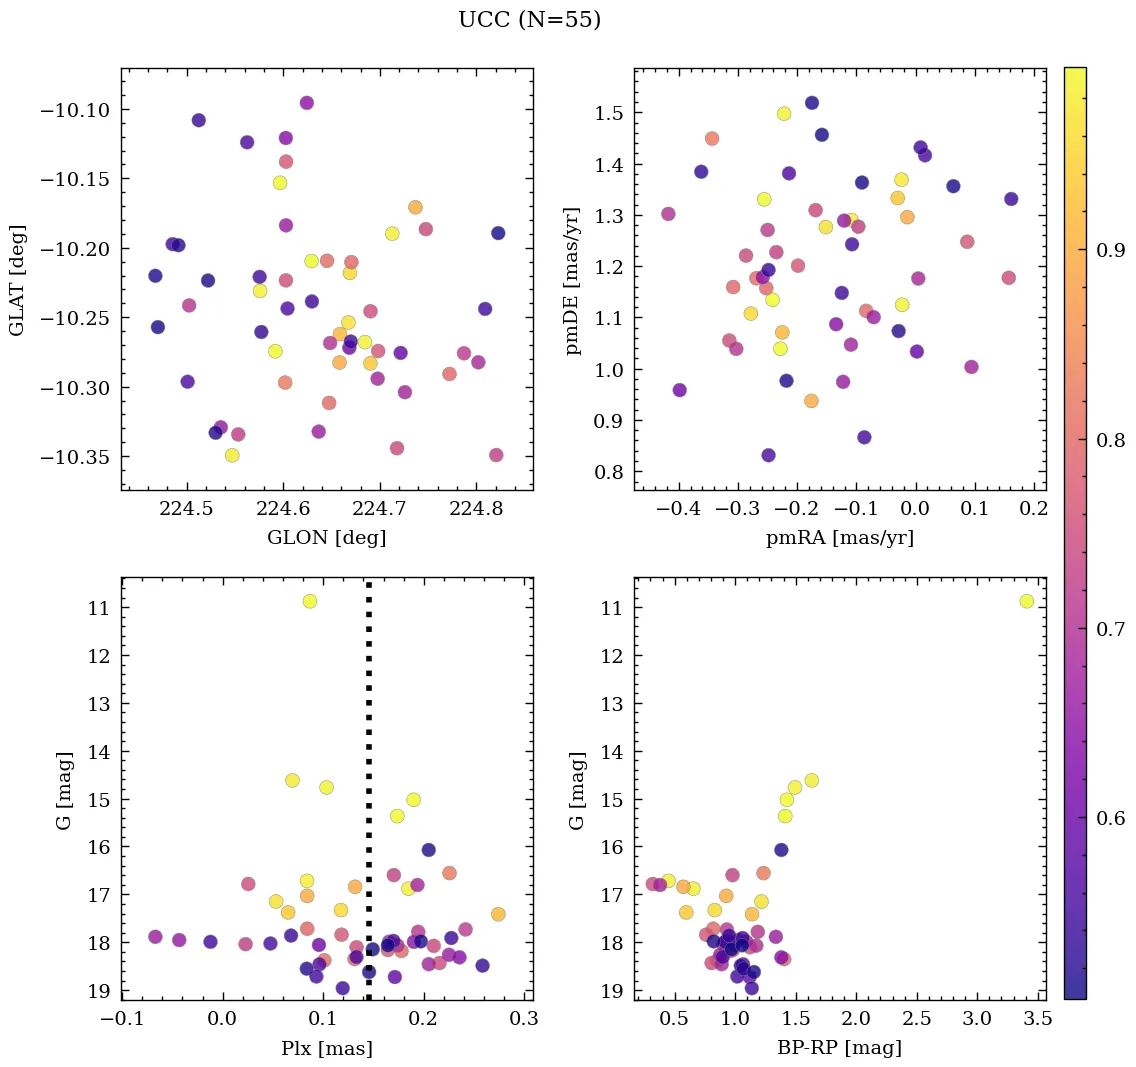 UCC (N=55)
−10.10
−10.15
−10.20
−10.25
−10.30
−10.35
GLAT [deg]
224.5 224.6 224.7 224.8
GLON [deg]
1.5
1.4
1.3
1.2
1.1
1.0
0.9
0.8
pmDE [mas/yr]
−0.4 −0.3 −0.2 −0.1 0.0 0.1 0.2
pmRA [mas/yr]
0.9
0.8
0.7
0.6
11
12
13
14
15
16
17
18
19
G [mag]
−0.1 0.0 0.1 0.2 0.3
Plx [mas]
11
12
13
14
15
16
17
18
19
G [mag]
0.5 1.0 1.5 2.0 2.5 3.0 3.5
BP-RP [mag]